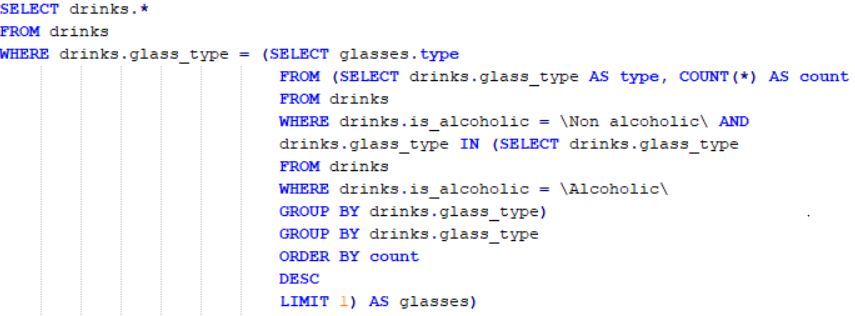 SELECT drinks.*
FROM drinks
WHERE drinks.glass_type = (SELECT glasses.type
FROM (SELECT drinks.glass_type AS type, COUNT(*) AS count
FROM drinks
WHERE drinks.is_alcoholic = \Non alcoholic\ AND
drinks.glass_type IN (SELECT drinks.glass_type
FROM drinks
WHERE drinks.is_alcoholic = \Alcoholic\
GROUP BY drinks.glass_type)
GROUP BY drinks.glass_type
ORDER BY count
DESC
LIMIT 1) AS glasses)